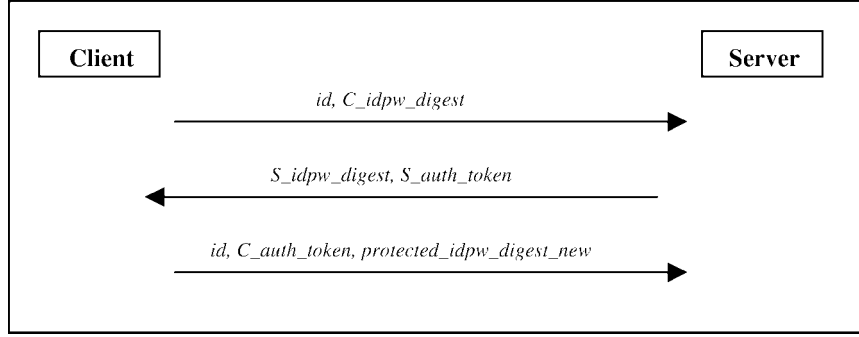 Client
Server
id, C_idpw_digest
S_idpw_digest, S_auth_token
id, C_auth_token, protected_idpw_digest_new